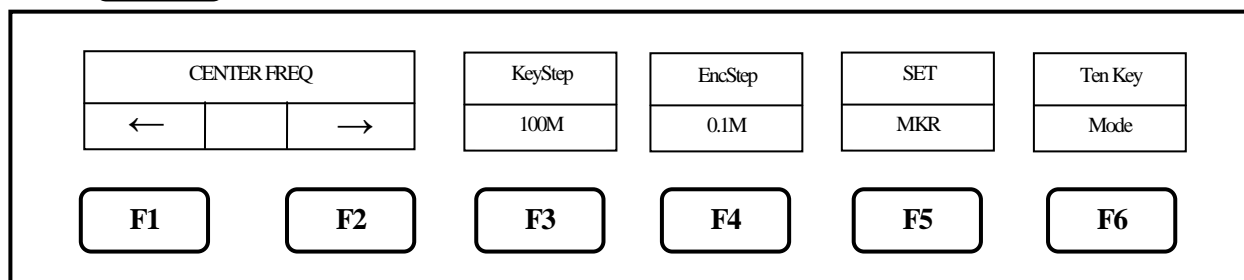 CENTER FREQ KeyStep EncStep SET Ten Key
← → 100M 0.1M MKR Mode
F1 F2 F3 F4 F5 F6